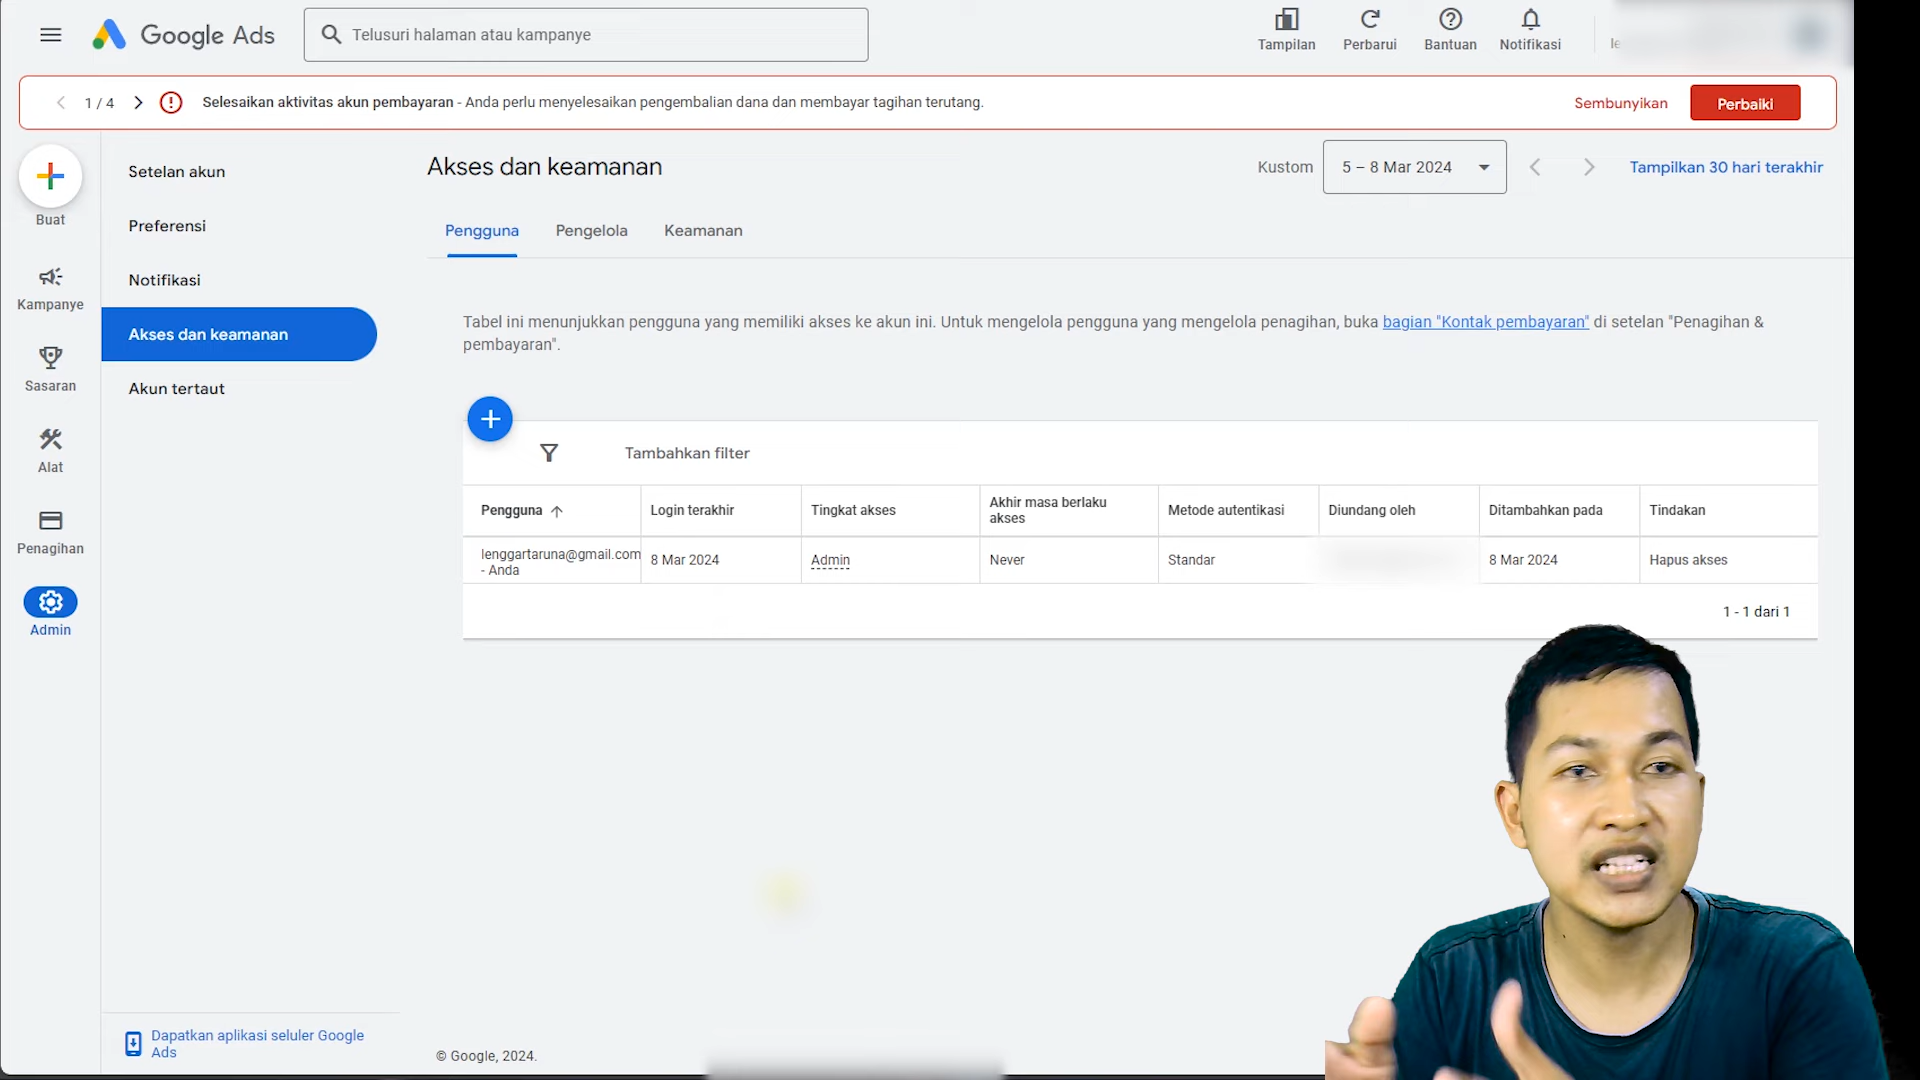 Google Ads
Telusuri halaman atau kampanye
Tampilan
Perbarui
Bantuan
Notifikasi
1 / 4
Selesaikan aktivitas akun pembayaran - Anda perlu menyelesaikan pengembalian dana dan membayar tagihan terutang.
Sembunyikan
Perbaiki
Buat
Kampanye
Sasaran
Alat
Penagihan
Admin
Setelan akun
Preferensi
Notifikasi
Akses dan keamanan
Akun tertaut
Akses dan keamanan
Kustom
5 – 8 Mar 2024
Tampilkan 30 hari terakhir
Pengguna
Pengelola
Keamanan
Tabel ini menunjukkan pengguna yang memiliki akses ke akun ini. Untuk mengelola pengguna yang mengelola penagihan, buka bagian "Kontak pembayaran" di setelan "Penagihan &
pembayaran".
Tambahkan filter
Pengguna
Login terakhir
Tingkat akses
Akhir masa berlaku
akses
Metode autentikasi
Diundang oleh
Ditambahkan pada
Tindakan
lenggartaruna@gmail.com
- Anda
8 Mar 2024
Admin
Never
Standar
8 Mar 2024
Hapus akses
1 - 1 dari 1
Dapatkan aplikasi seluler Google
Ads
© Google, 2024.